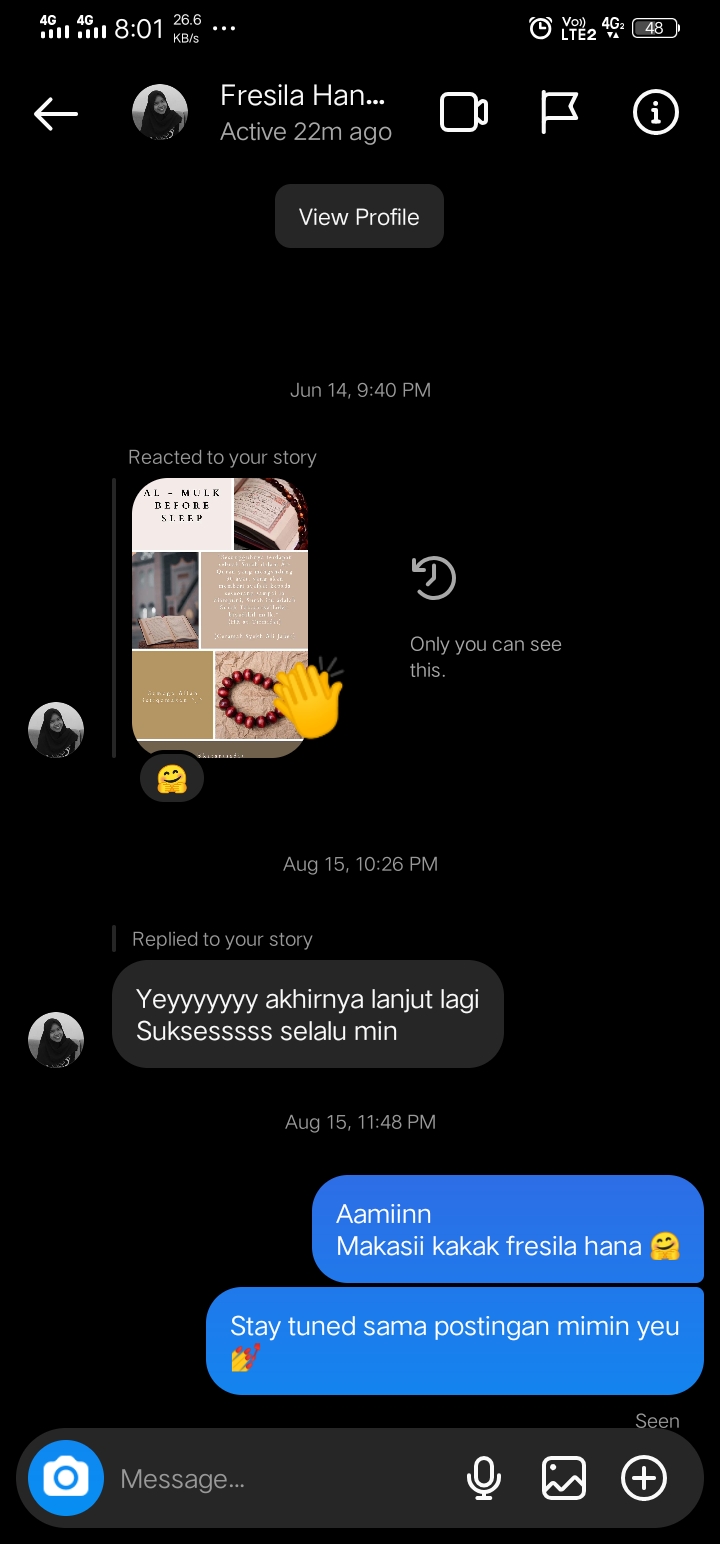 4G 4G 8:01 26.6 KB/s ...
Vo)) LTE2 4G2 48
Fresila Han...
Active 22m ago
View Profile
Jun 14, 9:40 PM
Reacted to your story
AL - MULK
BEFORE
SLEEP
Only you can see
this.
Aug 15, 10:26 PM
Replied to your story
Yeyyyyyyy akhirnya lanjut lagi
Suksesssss selalu min
Aug 15, 11:48 PM
Aamiinn
Makasii kakak fresila hana 🤗
Stay tuned sama postingan mimin yeu
💅
Seen
Message...